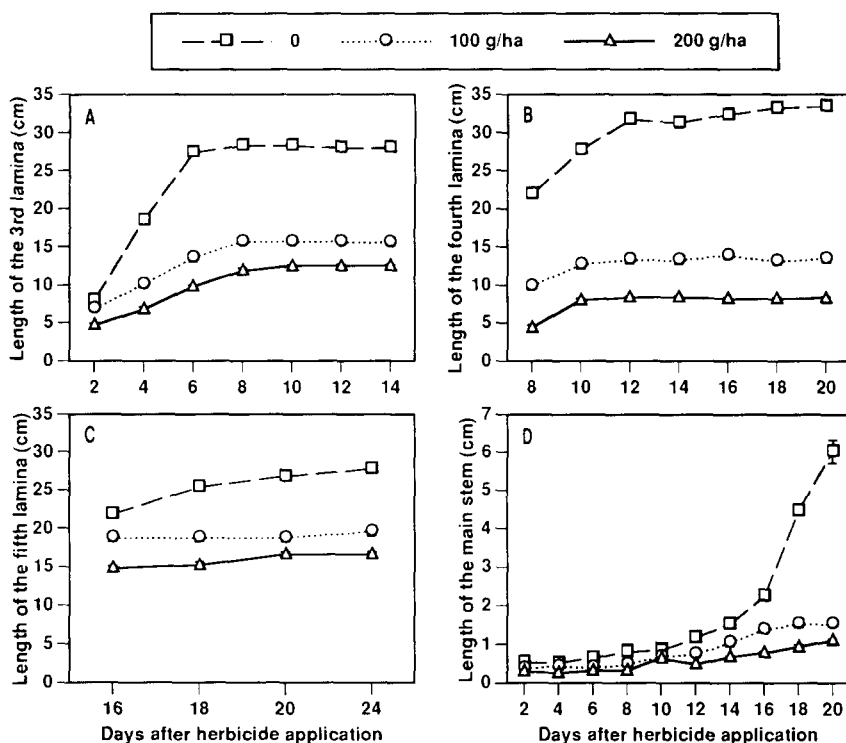 0 100 g/ha 200 g/ha
A
Length of the 3rd lamina (cm)
35
30
25
20
15
10
5
0
2 4 6 8 10 12 14
B
Length of the fourth lamina (cm)
35
30
25
20
15
10
5
0
8 10 12 14 16 18 20
C
Length of the fifth lamina (cm)
35
30
25
20
15
10
5
0
16 18 20 24
Days after herbicide application
D
Length of the main stem (cm)
7
6
5
4
3
2
1
0
2 4 6 8 10 12 14 16 18 20
Days after herbicide application